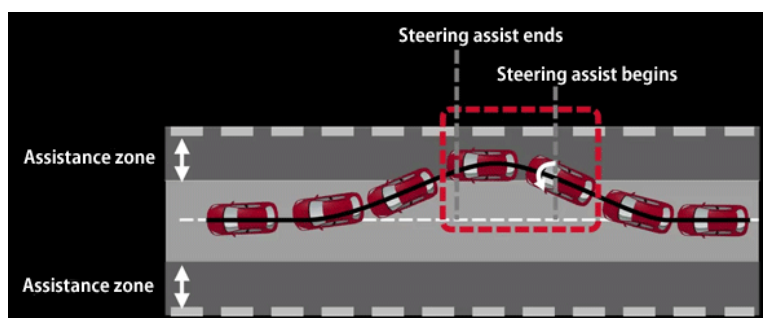 Steering assist ends
Steering assist begins
Assistance zone
Assistance zone